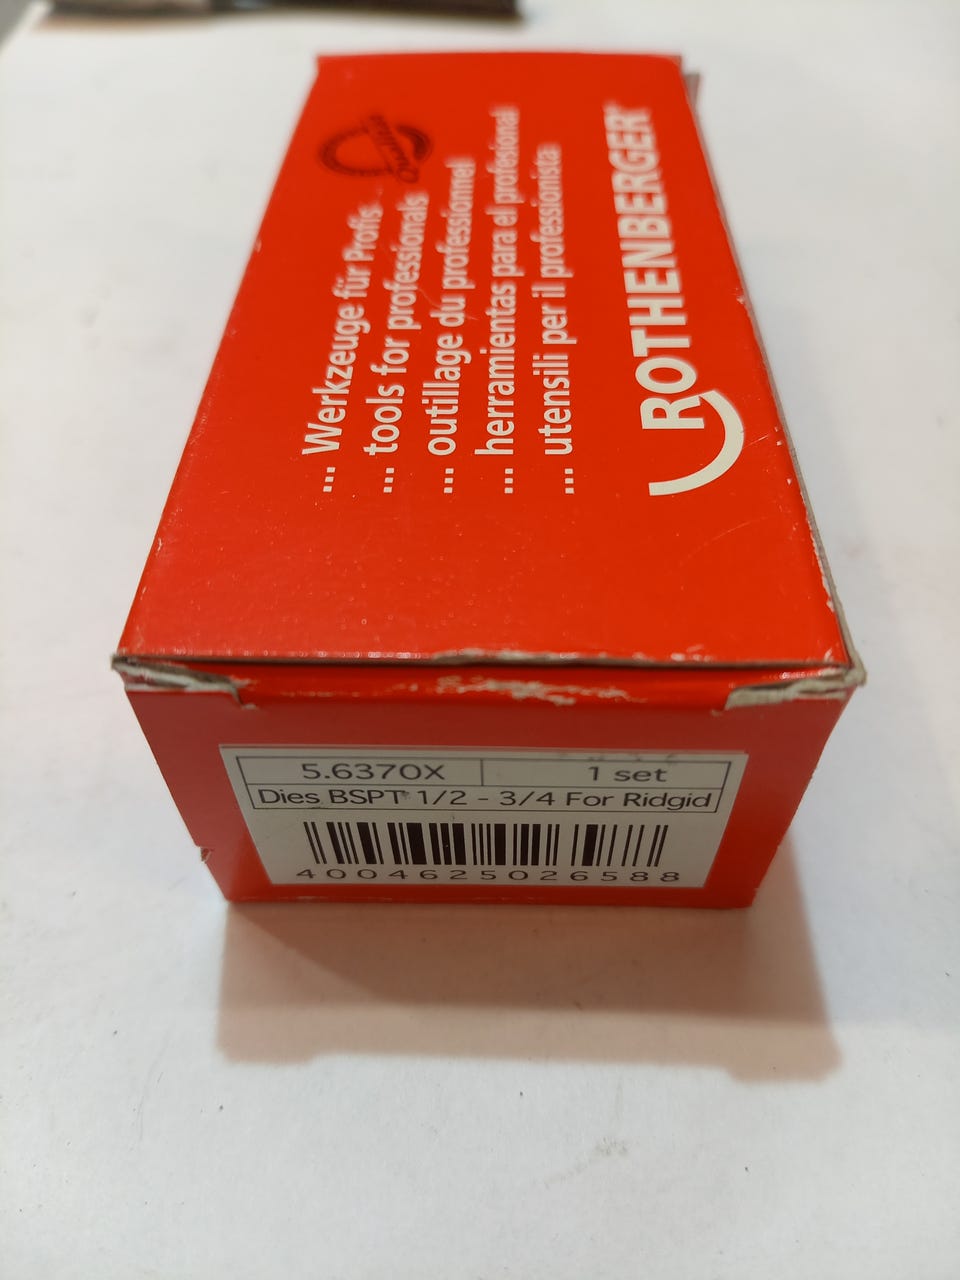 Qualität
... Werkzeuge für Profis
... tools for professionals
... outillage du professionnel
... herramientas para el profesional
... utensili per il professionista
ROTHENBERGER
5.6370X 1 set
Dies BSPT 1/2 - 3/4 For Ridgid
4004625026588